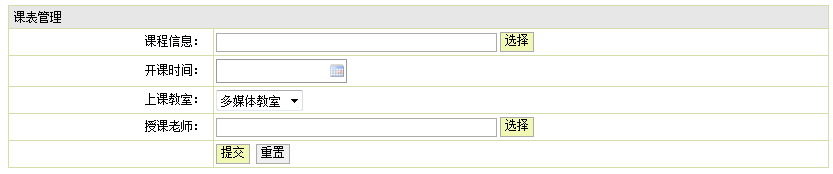 课表管理
课程信息： 选择
开课时间：
上课教室： 多媒体教室
授课老师： 选择
提交 重置